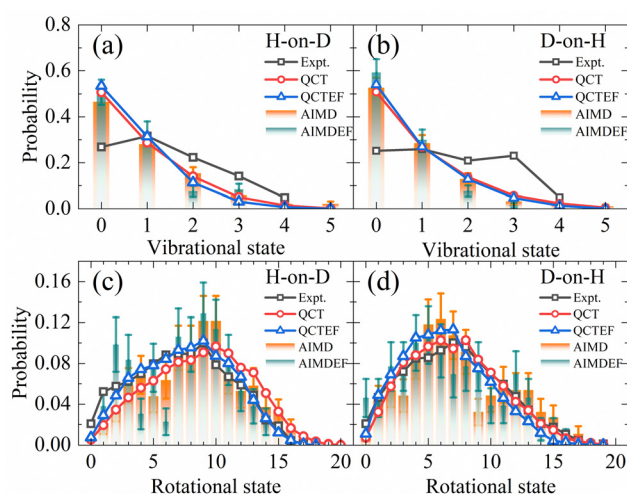 (a) H-on-D
Expt.
QCT
QCTEF
AIMD
AIMDEF
0.8
0.6
0.4
0.2
0.0
Probability
0 1 2 3 4 5
Vibrational state
(b) D-on-H
Expt.
QCT
QCTEF
AIMD
AIMDEF
0 1 2 3 4 5
Vibrational state
(c) H-on-D
Expt.
QCT
QCTEF
AIMD
AIMDEF
0.16
0.12
0.08
0.04
0.00
Probability
0 5 10 15 20
Rotational state
(d) D-on-H
Expt.
QCT
QCTEF
AIMD
AIMDEF
0 5 10 15 20
Rotational state